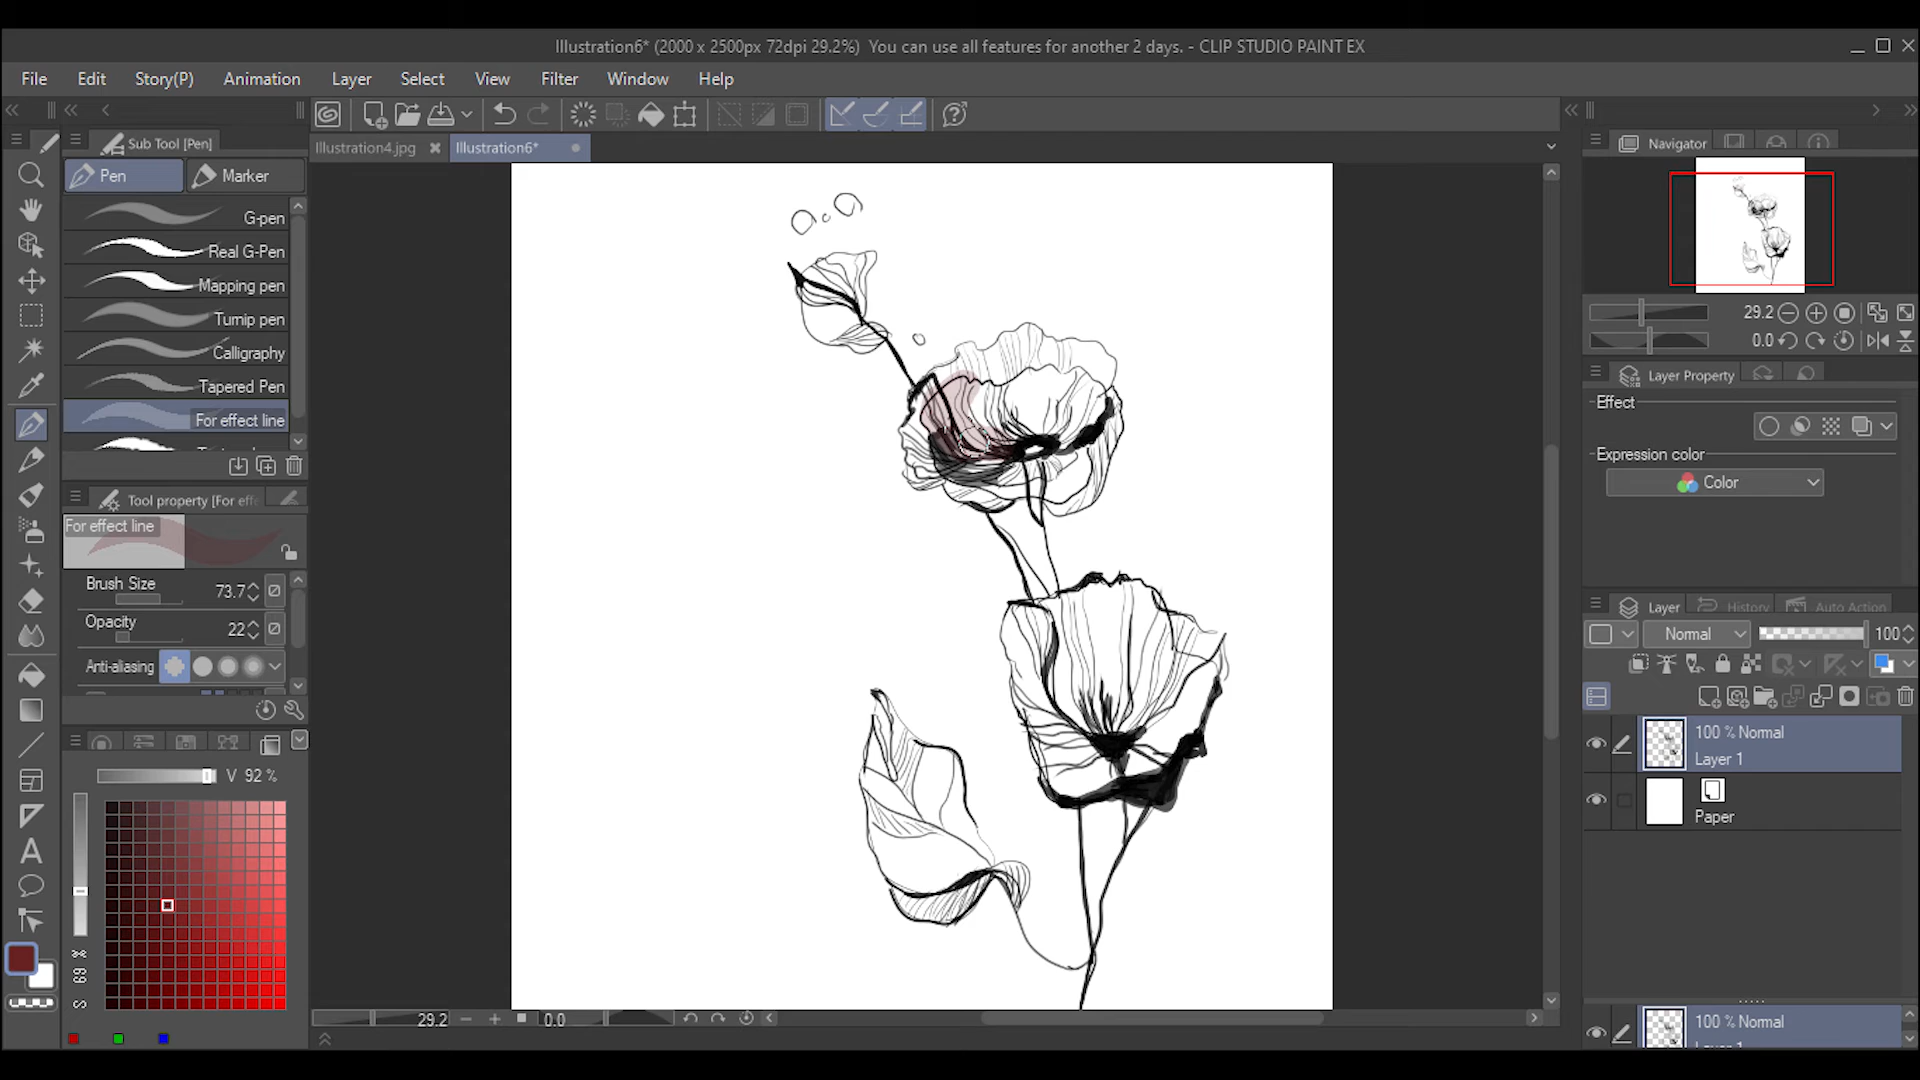 Illustration6* (2000 x 2500px 72dpi 29.2%)  You can use all features for another 2 days. - CLIP STUDIO PAINT EX
File Edit Story(P) Animation Layer Select View Filter Window Help
Sub Tool [Pen]
Illustration4.jpg Illustration6*
Navigator
Pen Marker
G-pen
Real G-Pen
Mapping pen
Turnip pen
Calligraphy
Tapered Pen
For effect line
29.2
0.0
Layer Property
Effect
Expression color
Color
Tool property [For effe
For effect line
Brush Size 73.7
Opacity 22
Anti-aliasing
Layer History Auto Action
Normal 100
100 % Normal
Layer 1
Paper
V 92 %
29.2 0.0
100 % Normal